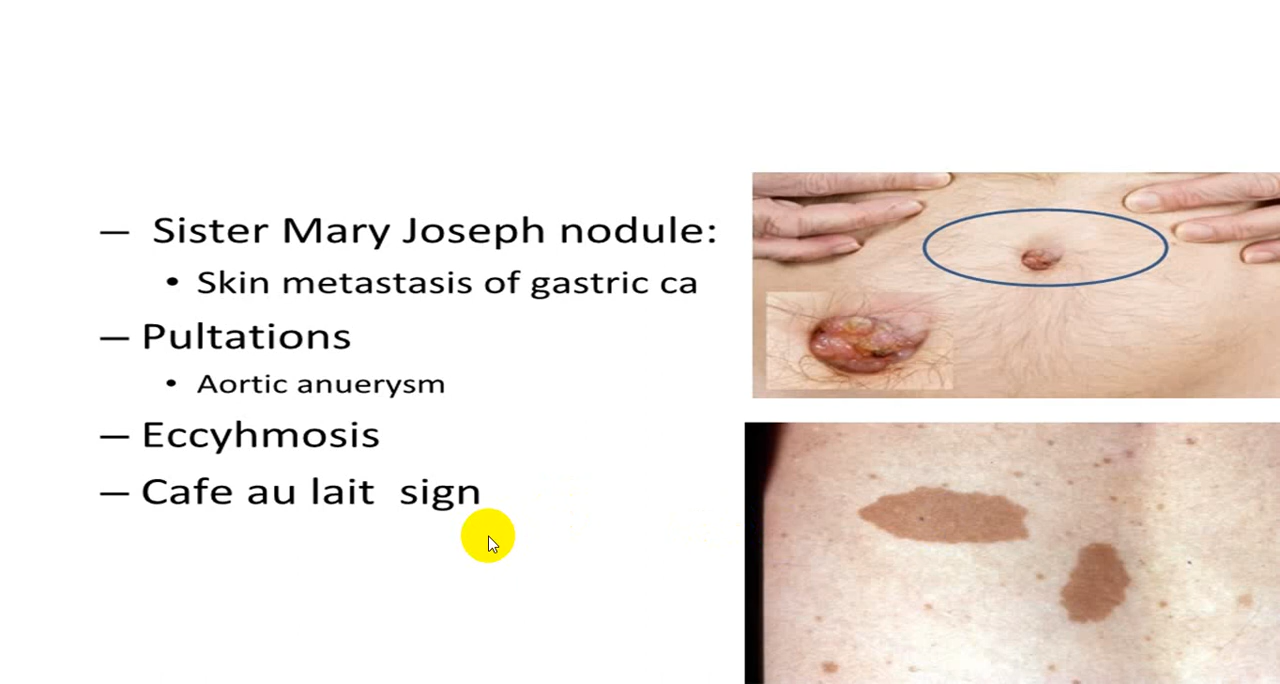 – Sister Mary Joseph nodule:
• Skin metastasis of gastric ca
– Pultations
• Aortic anuerysm
– Eccyhmosis
– Cafe au lait sign